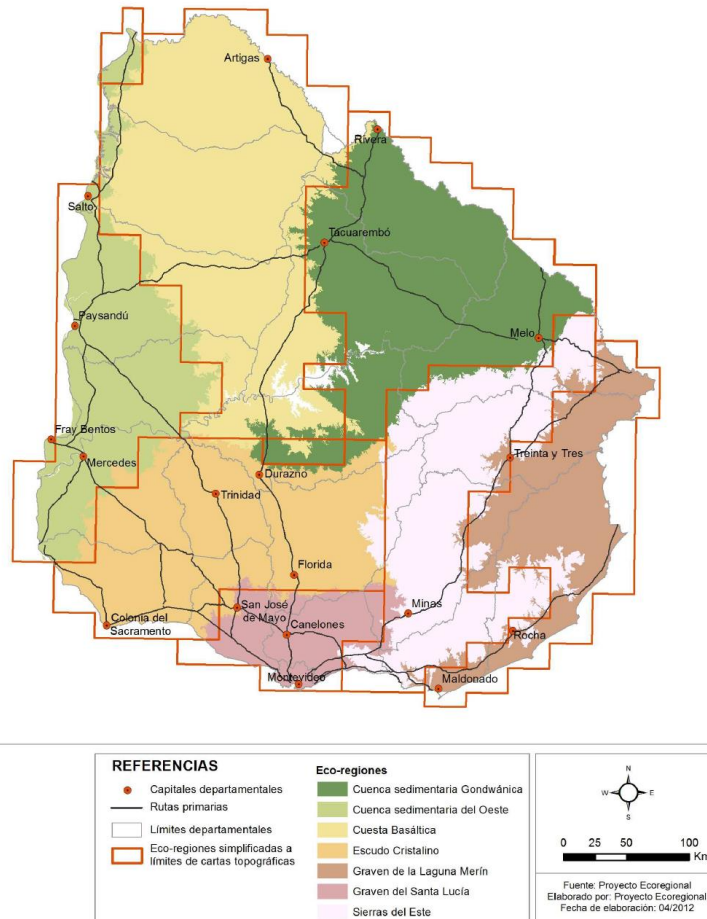 Artigas
Rivera
Salto
Tacuarembó
Paysandú
Melo
Fray Bentos
Mercedes
Durazno
Treinta y Tres
Trinidad
Florida
San José
de Mayo
Minas
Colonia del
Sacramento
Canelones
Rocha
Montevideo
Maldonado
REFERENCIAS
Capitales departamentales
Rutas primarias
Límites departamentales
Eco-regiones simplificadas a
límites de cartas topográficas
Eco-regiones
Cuenca sedimentaria Gondwánica
Cuenca sedimentaria del Oeste
Cuesta Basáltica
Escudo Cristalino
Graven de la Laguna Merín
Graven del Santa Lucía
Sierras del Este
N
W E
S
0 25 50 100
Km
Fuente: Proyecto Ecoregional
Elaborado por: Proyecto Ecoregional
Fecha de elaboración: 04/2012